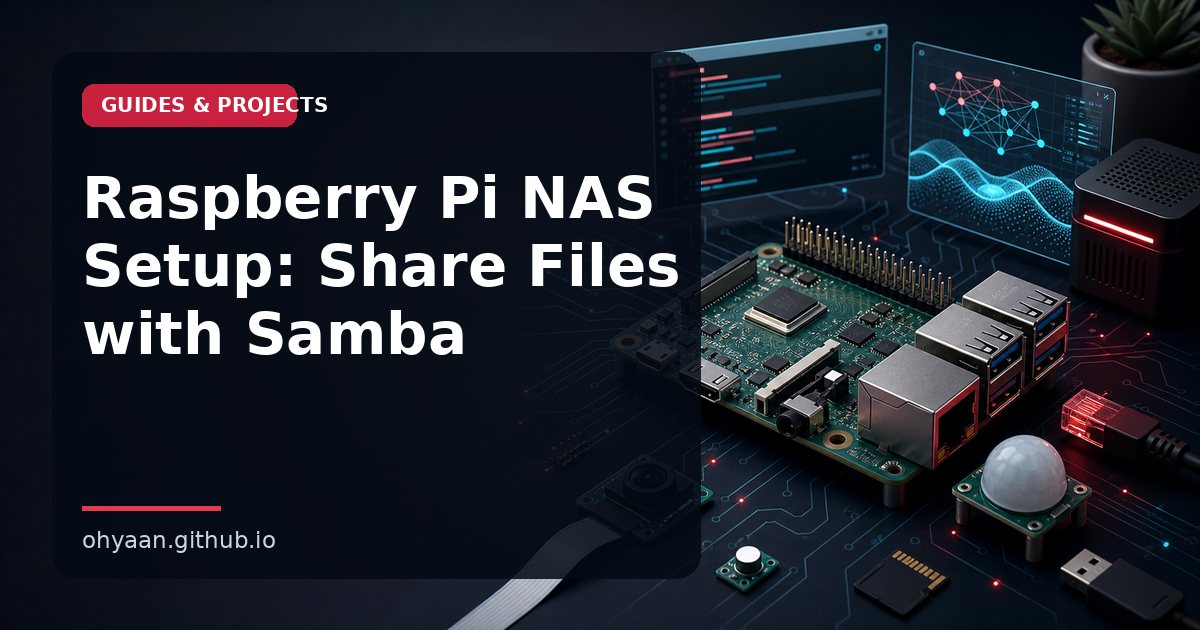 GUIDES & PROJECTS
Raspberry Pi NAS
Setup: Share Files
with Samba
ohyaan.github.io